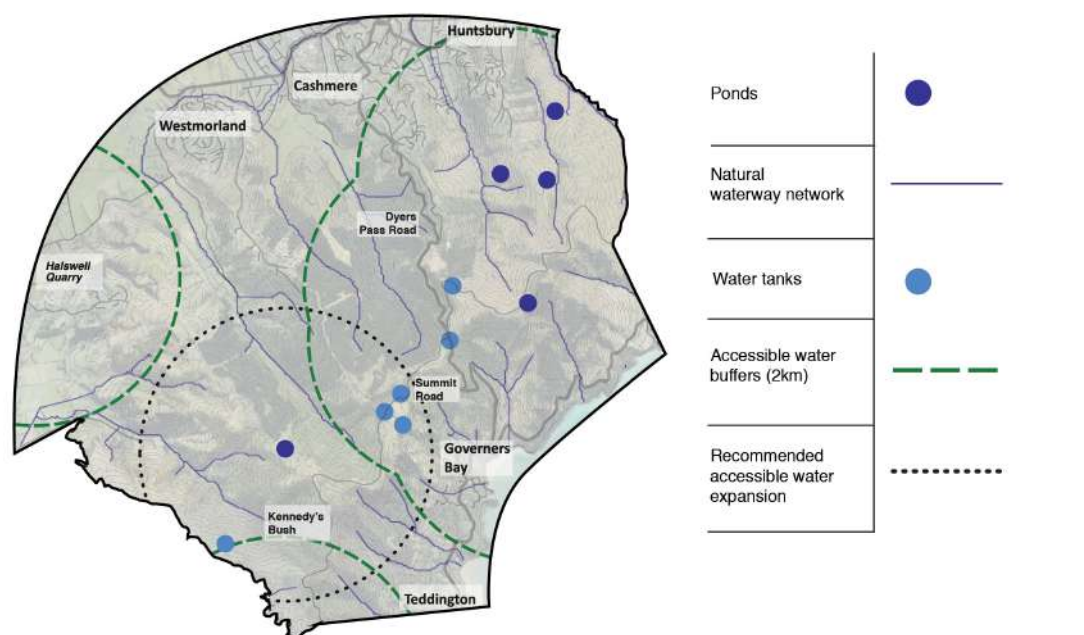 Huntsbury
Cashmere
Westmorland
Dyers
Pass Road
Halswell
Quarry
Summit
Road
Governers
Bay
Kennedy's
Bush
Teddington
Ponds
Natural
waterway network
Water tanks
Accessible water
buffers (2km)
Recommended
accessible water
expansion